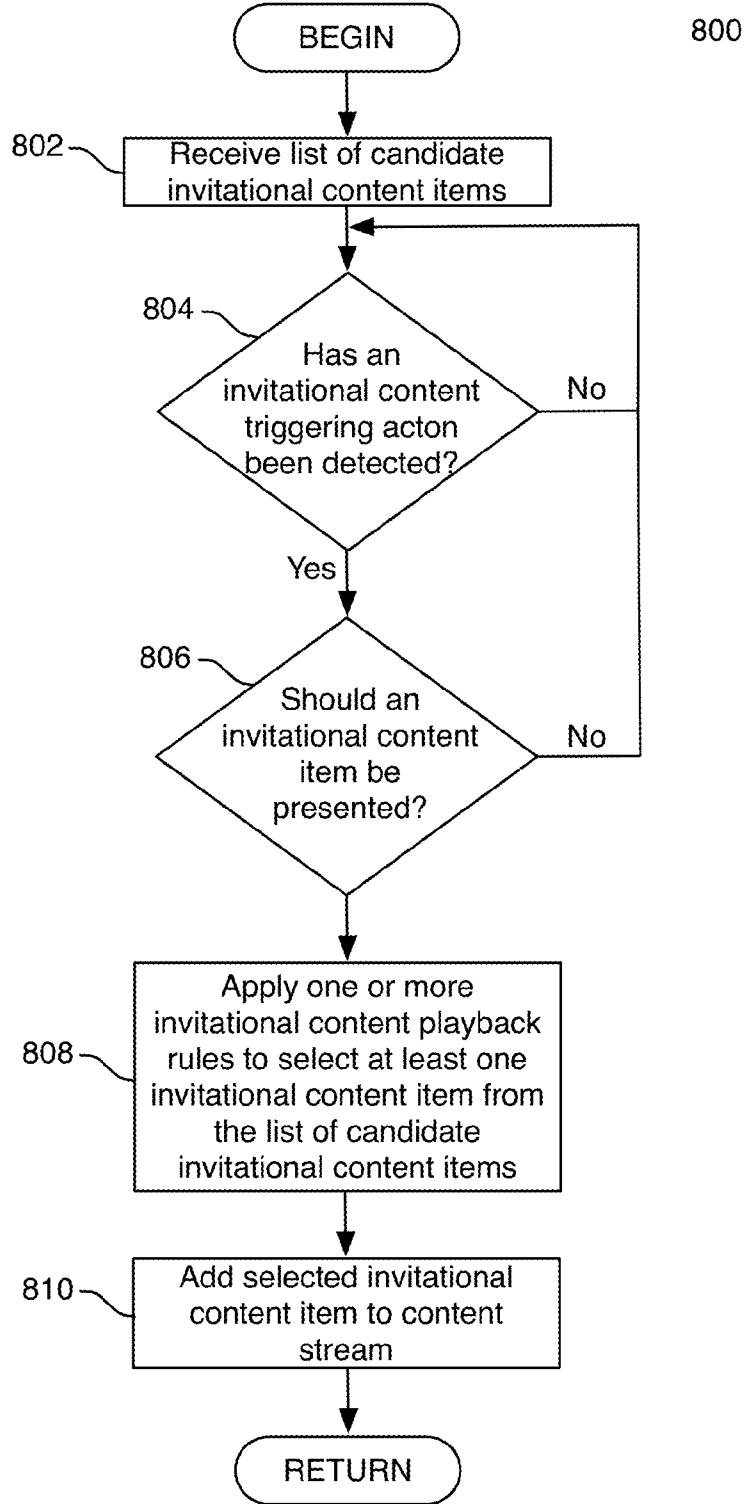 BEGIN
800
802
Receive list of candidate
invitational content items
804
Has an
invitational content
triggering acton
been detected?
No
Yes
806
Should an
invitational content
item be
presented?
No
808
Apply one or more
invitational content playback
rules to select at least one
invitational content item from
the list of candidate
invitational content items
810
Add selected invitational
content item to content
stream
RETURN